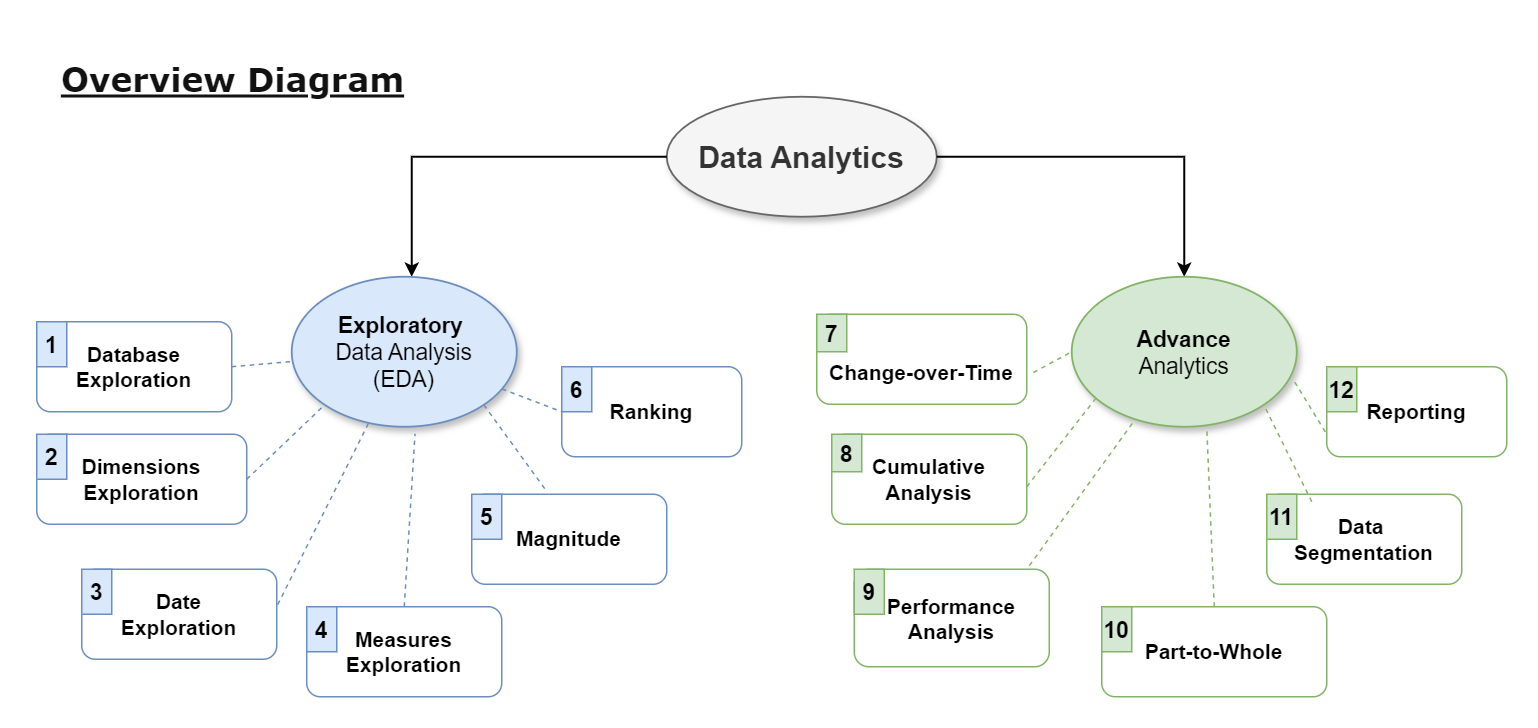 Overview Diagram
Data Analytics
Exploratory
Data Analysis
(EDA)
1
Database
Exploration
2
Dimensions
Exploration
3
Date
Exploration
4
Measures
Exploration
5
Magnitude
6
Ranking
Advance
Analytics
7
Change-over-Time
8
Cumulative
Analysis
9
Performance
Analysis
10
Part-to-Whole
11
Data
Segmentation
12
Reporting